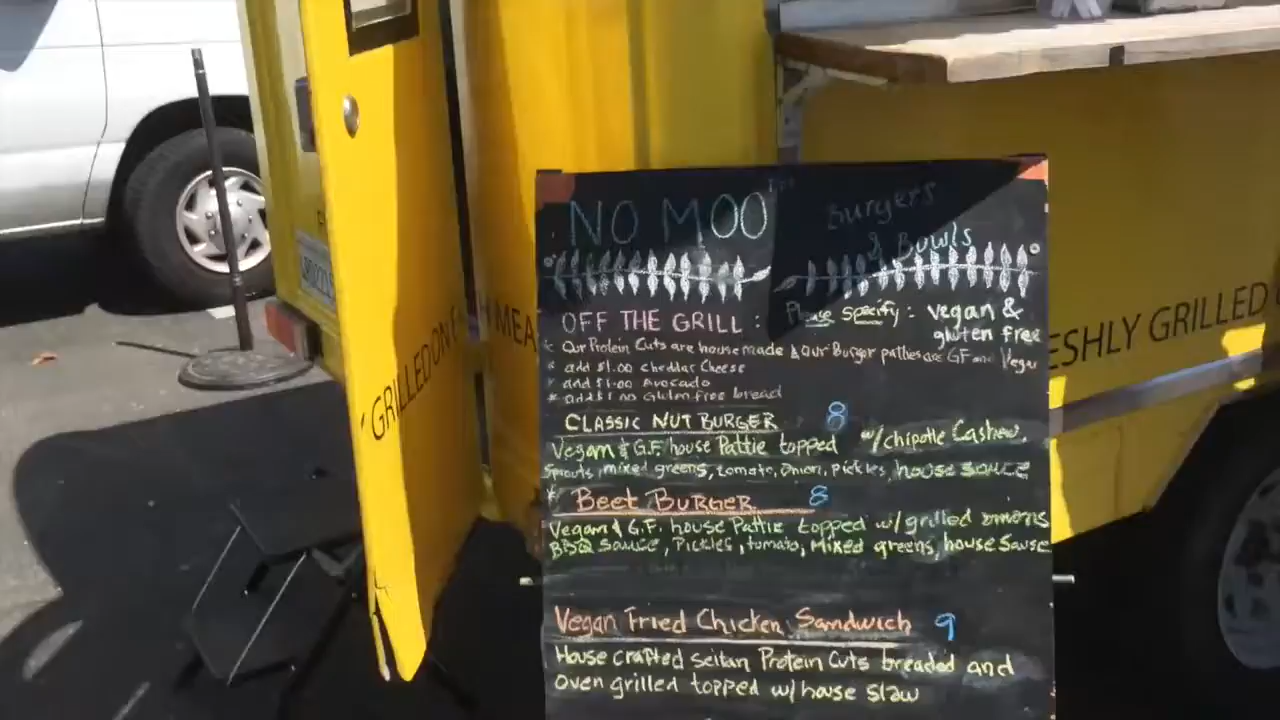 NO MOO
Burgers
& Bowls
OFF THE GRILL : Please specify : vegan &
gluten free
* Our Protein Cuts are house made & our Burger patties are GF and Vegan
* add $1.00 cheddar cheese
* add $1.00 Avocado
* add $1.00 Gluten free bread
CLASSIC NUT BURGER 8
Vegan & G.F. house Pattie topped w/chipotle Cashew,
Sprouts, mixed greens, tomato, onion, pickles, house sauce
* Beet BURGER 8
Vegan & G.F. house Pattie topped w/grilled onions
BBQ sauce, Pickles, tomato, mixed greens, house Sause
Vegan Fried Chicken Sandwich 9
House crafted seitan Protein Cuts breaded and
oven grilled topped w/ house slaw
GRILLED ON MEA
ESHLY GRILLED